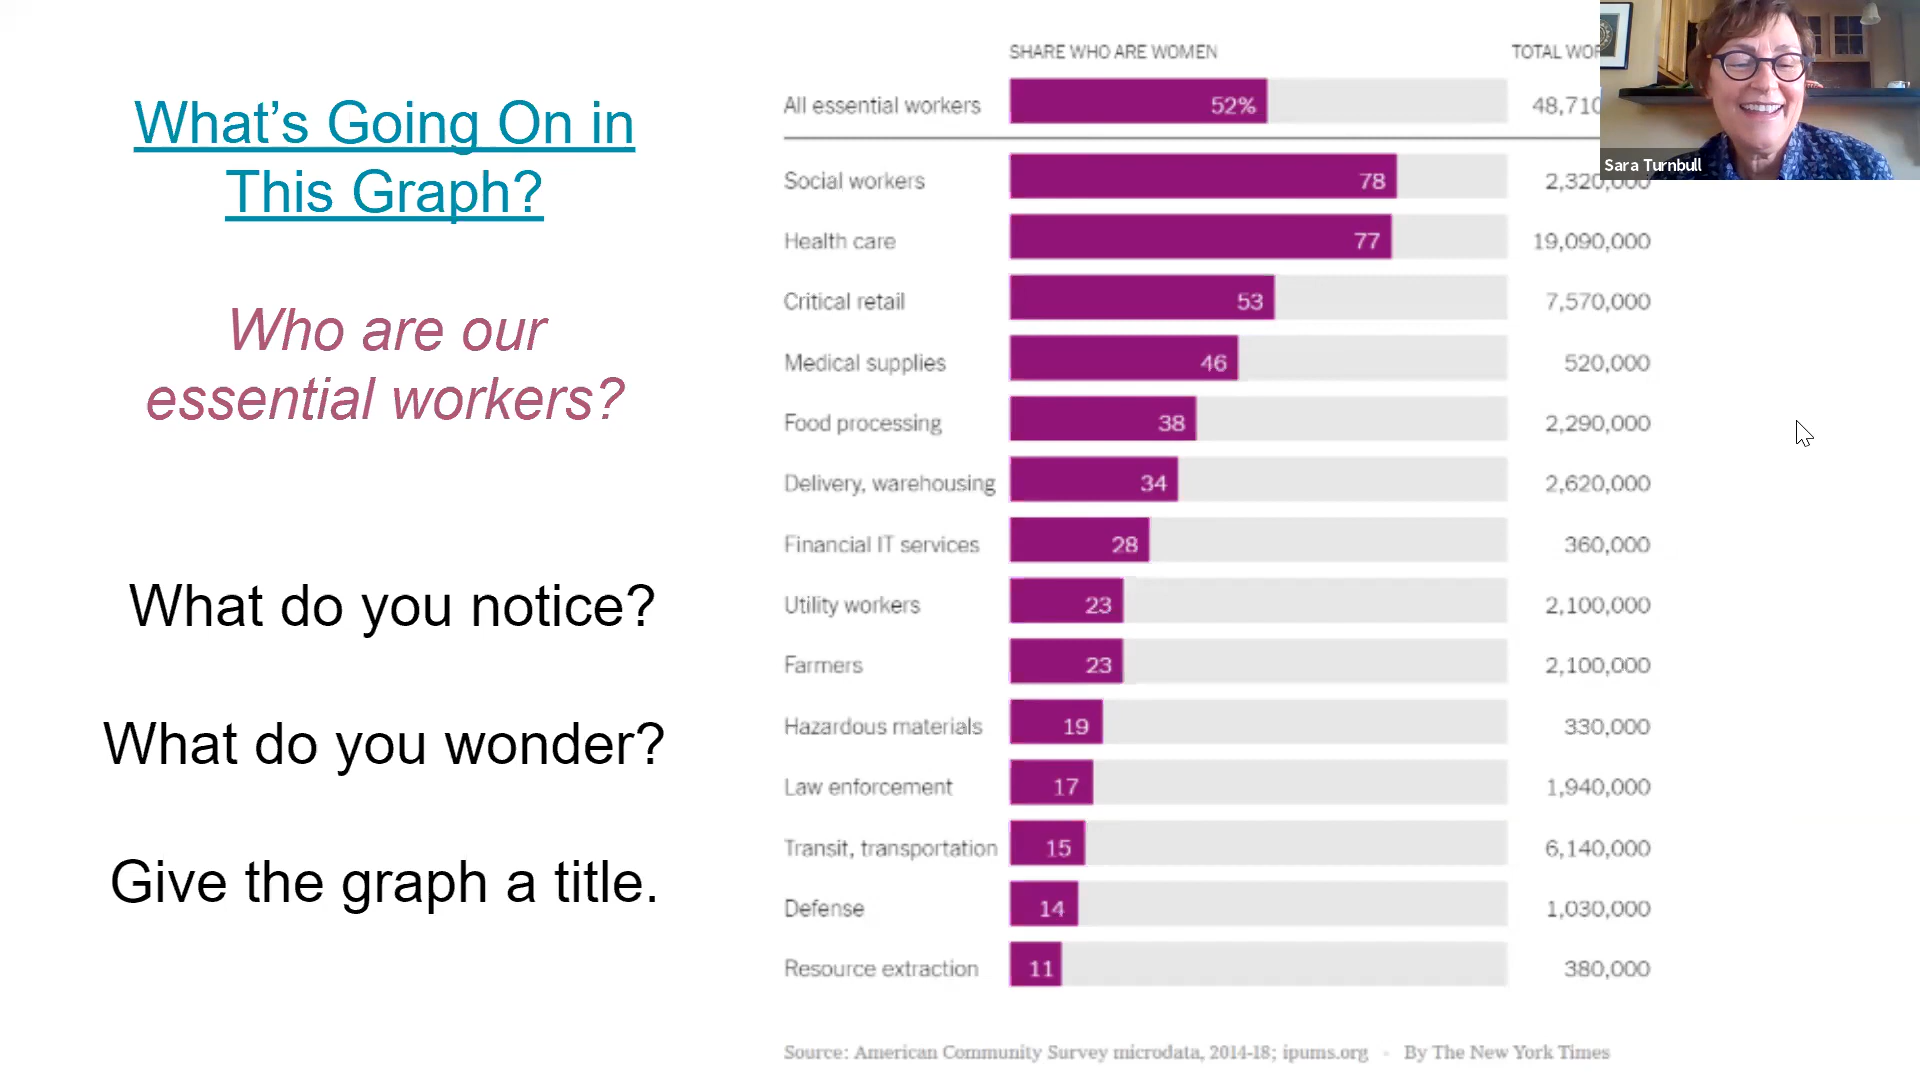 What's Going On in
This Graph?
Who are our
essential workers?
What do you notice?
What do you wonder?
Give the graph a title.
SHARE WHO ARE WOMEN TOTAL
All essential workers 52%
Social workers 78 2,320,000
Health care 77 19,090,000
Critical retail 53 7,570,000
Medical supplies 46 520,000
Food processing 38 2,290,000
Delivery, warehousing 34 2,620,000
Financial IT services 28 360,000
Utility workers 23 2,100,000
Farmers 23 2,100,000
Hazardous materials 19 330,000
Law enforcement 17 1,940,000
Transit, transportation 15 6,140,000
Defense 14 1,030,000
Resource extraction 11 380,000
Source: American Community Survey microdata, 2014-18; ipums.org - By The New York Times
Sara Turnbull